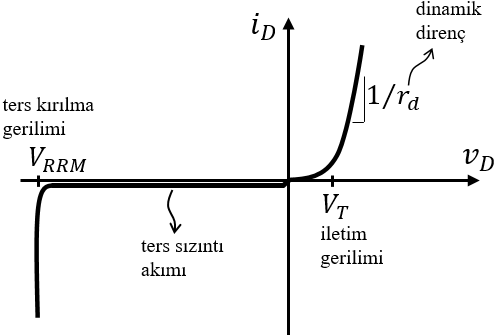 dinamik
direnç
i_D
1/r_d
ters kırılma
gerilimi
V_RRM
v_D
V_T
iletim
gerilimi
ters sızıntı
akımı